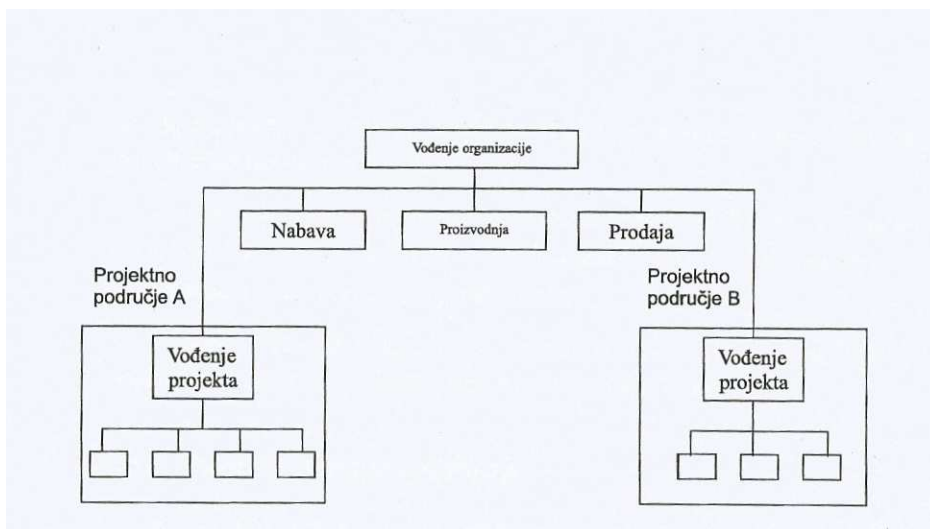 Vođenje organizacije
Nabava
Proizvodnja
Prodaja
Projektno
područje A
Projektno
područje B
Vođenje
projekta
Vođenje
projekta